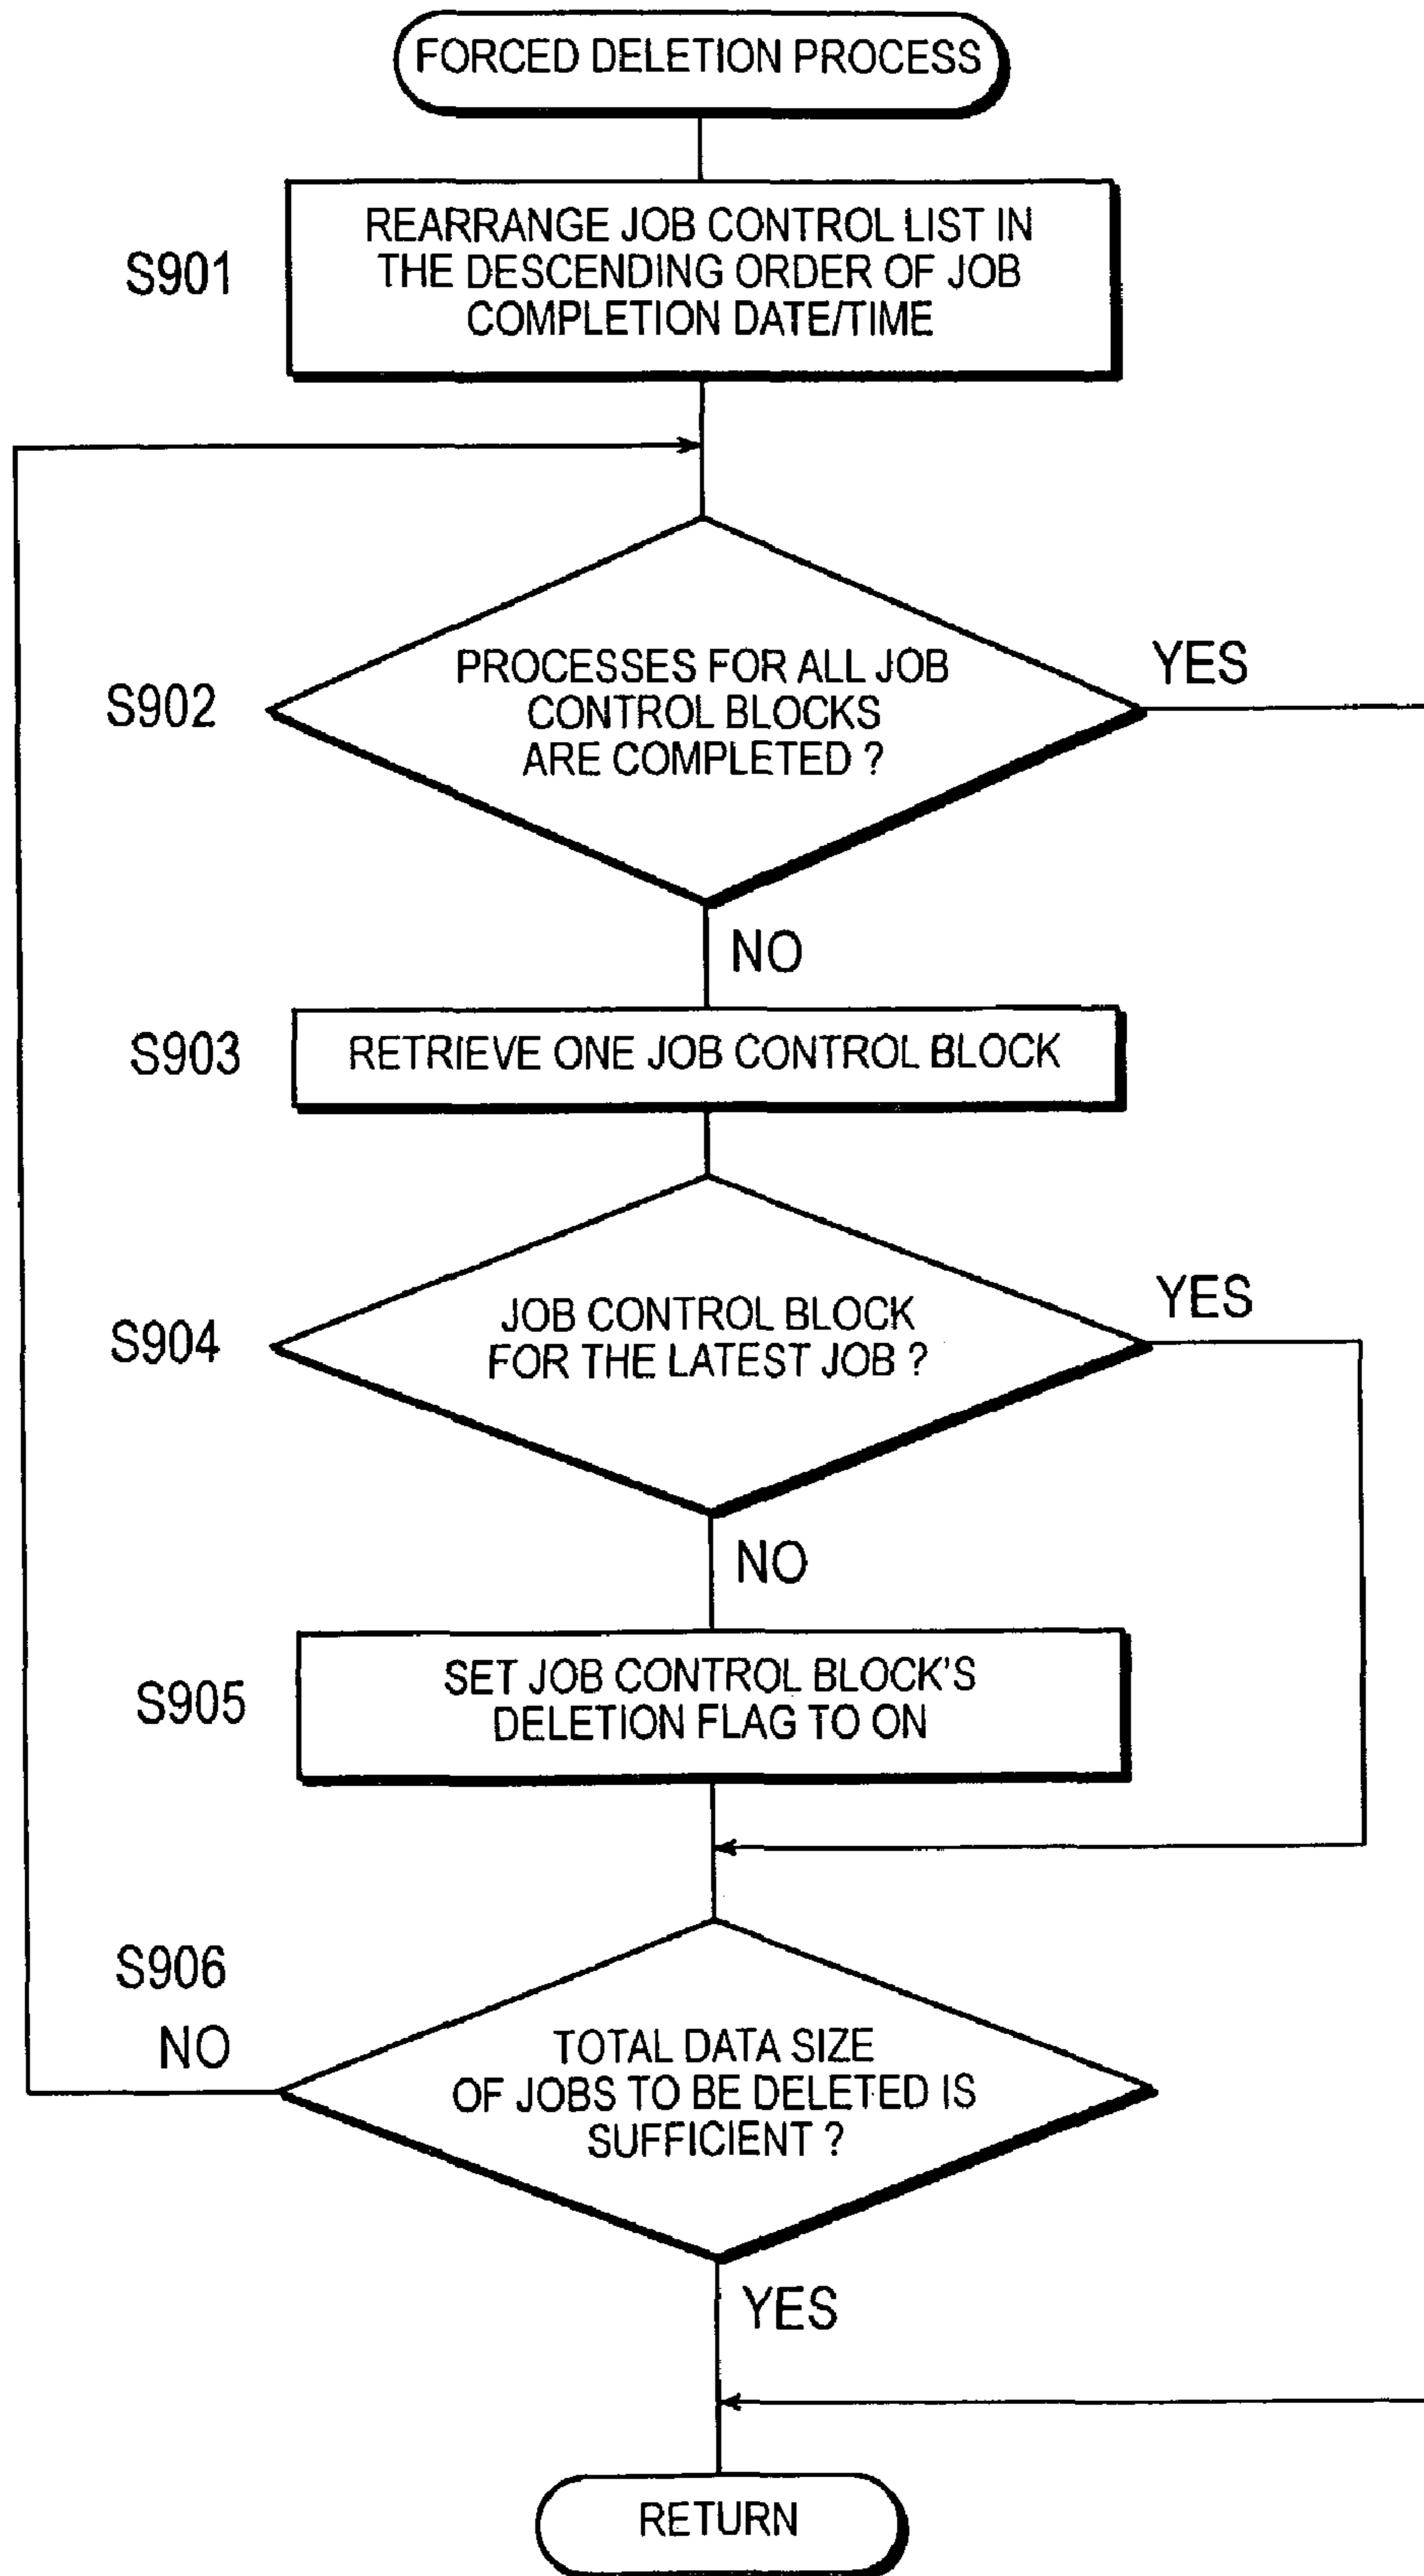 FORCED DELETION PROCESS
S901
REARRANGE JOB CONTROL LIST IN
THE DESCENDING ORDER OF JOB
COMPLETION DATE/TIME
S902
PROCESSES FOR ALL JOB
CONTROL BLOCKS
ARE COMPLETED ?
YES
NO
S903
RETRIEVE ONE JOB CONTROL BLOCK
S904
JOB CONTROL BLOCK
FOR THE LATEST JOB ?
YES
NO
S905
SET JOB CONTROL BLOCK'S
DELETION FLAG TO ON
S906
NO
TOTAL DATA SIZE
OF JOBS TO BE DELETED IS
SUFFICIENT ?
YES
RETURN